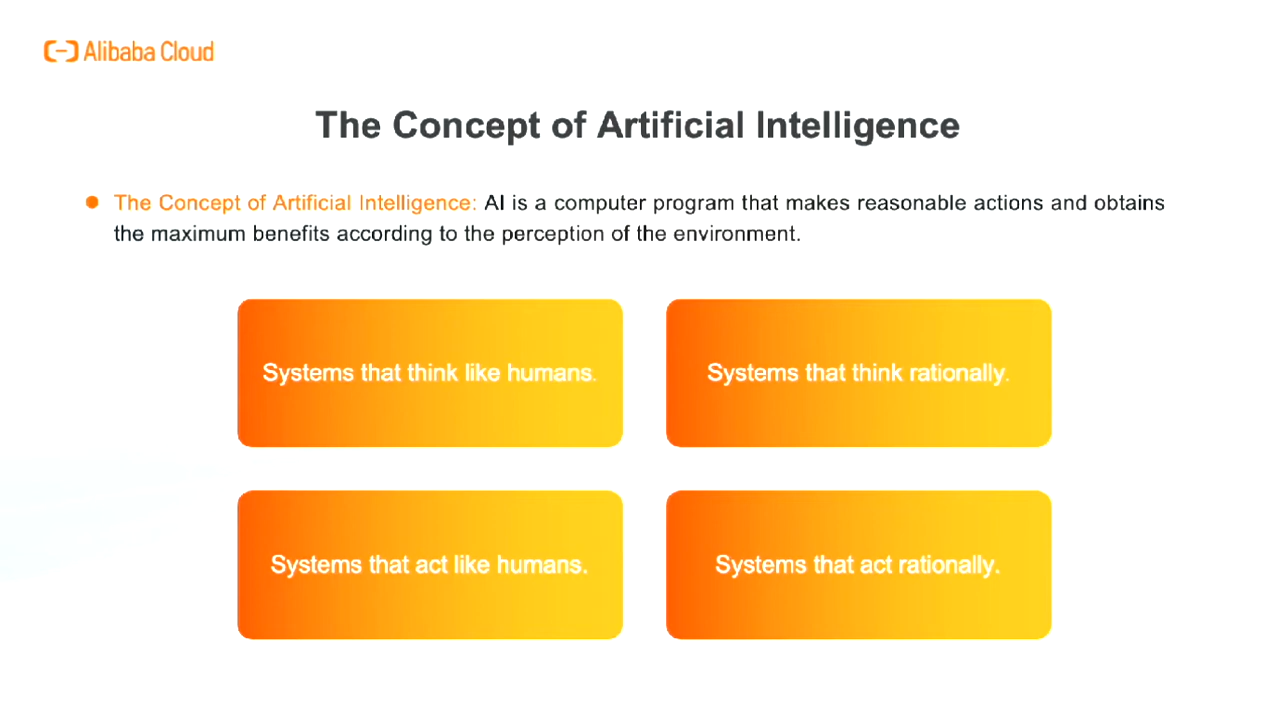 Alibaba Cloud
The Concept of Artificial Intelligence
The Concept of Artificial Intelligence: AI is a computer program that makes reasonable actions and obtains
the maximum benefits according to the perception of the environment.
Systems that think like humans.
Systems that think rationally.
Systems that act like humans.
Systems that act rationally.